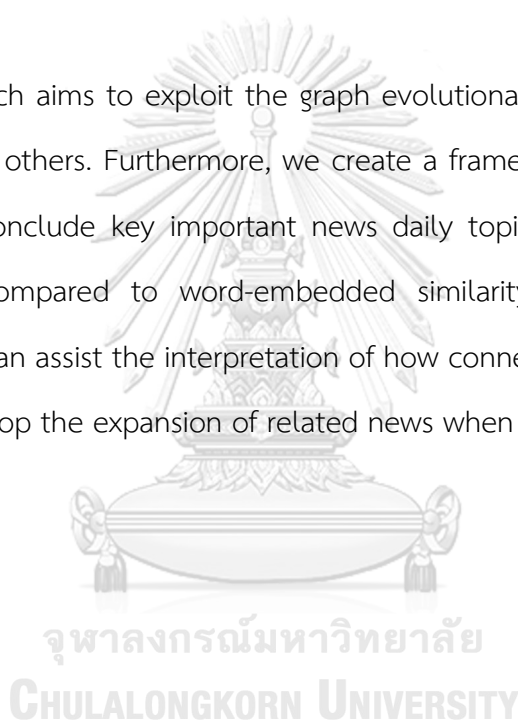 ch aims to exploit the graph evolutiona
others. Furthermore, we create a frame
onclude key important news daily topi
ompared to word-embedded similarity
an assist the interpretation of how conne
op the expansion of related news when
จุฬาลงกรณ์มหาวิทยาลัย
CHULALONGKORN UNIVERSITY